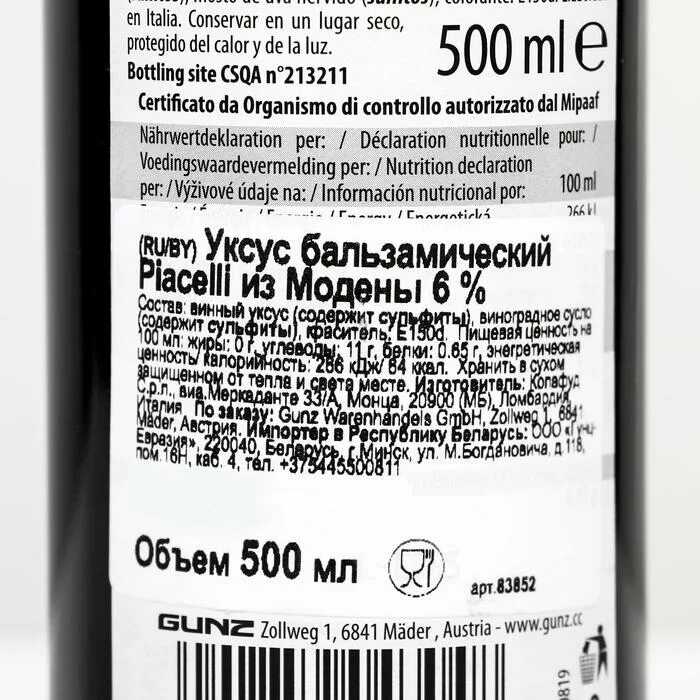 en Italia. Conservar en un lugar seco,
protegido del calor y de la luz.
500 ml e
Bottling site CSQA n°213211
Certificato da Organismo di controllo autorizzato dal Mipaaf
Nährwertdeklaration per: / Déclaration nutritionnelle pour: /
Voedingswaardevermelding per: / Nutrition declaration
per: / Výživové údaje na: / Información nutricional por: 100 ml
(RU/BY) Уксус бальзамический
Piacelli из Модены 6 %
Состав: винный уксус (содержит сульфиты), виноградное сусло
(содержит сульфиты), краситель: E150d. Пищевая ценность на
100 мл: жиры: 0 г, углеводы: 11 г, белки: 0.65 г, энергетическая
ценность/ калорийность: 266 кДж/ 64 ккал. Хранить в сухом
защищенном от тепла и света месте. Изготовитель: Копафуд
С.р.л., виа Меркаданте 33/А, Монца, 20900 (МБ), Ломбардия,
Италия По заказу: Gunz Warenhandels GmbH, Zollweg 1, 6841
Mäder, Австрия. Импортер в Республику Беларусь: ООО «Гунц-
Евразия», 220040, Беларусь, г.Минск, ул. М.Богдановича, д.118,
пом.16Н, каб. 4, тел. +375445500811
Объем 500 мл
арт.83852
GUNZ Zollweg 1, 6841 Mäder, Austria - www.gunz.cc
0819